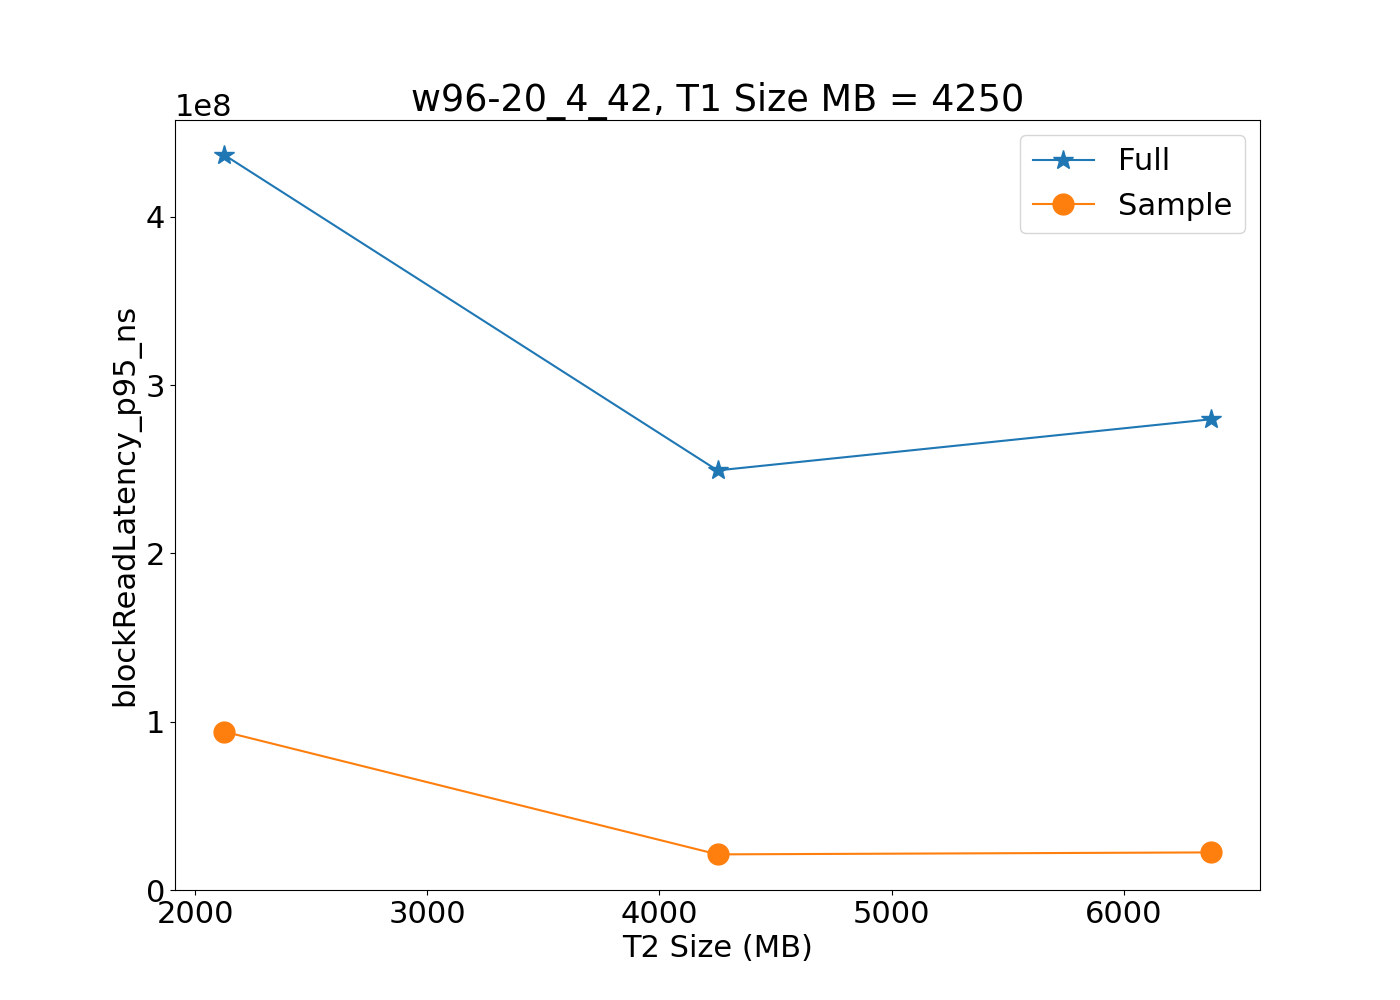 w96-20_4_42, T1 Size MB = 4250
1e8
Full
Sample
4
3
2
1
0
blockReadLatency_p95_ns
2000 3000 4000 5000 6000
T2 Size (MB)